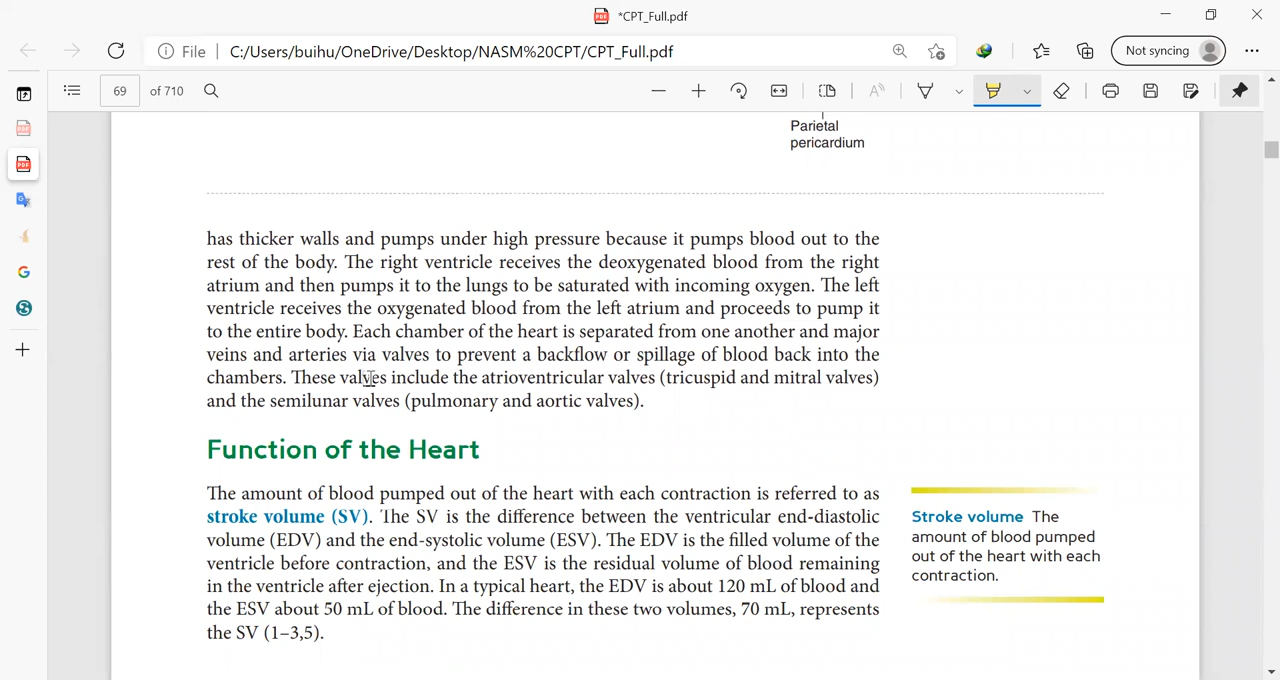 *CPT_Full.pdf
File
C:/Users/buihu/OneDrive/Desktop/NASM%20CPT/CPT_Full.pdf
Not syncing
69 of 710
Parietal
pericardium
has thicker walls and pumps under high pressure because it pumps blood out to the
rest of the body. The right ventricle receives the deoxygenated blood from the right
atrium and then pumps it to the lungs to be saturated with incoming oxygen. The left
ventricle receives the oxygenated blood from the left atrium and proceeds to pump it
to the entire body. Each chamber of the heart is separated from one another and major
veins and arteries via valves to prevent a backflow or spillage of blood back into the
chambers. These valves include the atrioventricular valves (tricuspid and mitral valves)
and the semilunar valves (pulmonary and aortic valves).
Function of the Heart
The amount of blood pumped out of the heart with each contraction is referred to as
stroke volume (SV). The SV is the difference between the ventricular end-diastolic
volume (EDV) and the end-systolic volume (ESV). The EDV is the filled volume of the
ventricle before contraction, and the ESV is the residual volume of blood remaining
in the ventricle after ejection. In a typical heart, the EDV is about 120 mL of blood and
the ESV about 50 mL of blood. The difference in these two volumes, 70 mL, represents
the SV (1–3,5).
Stroke volume The
amount of blood pumped
out of the heart with each
contraction.